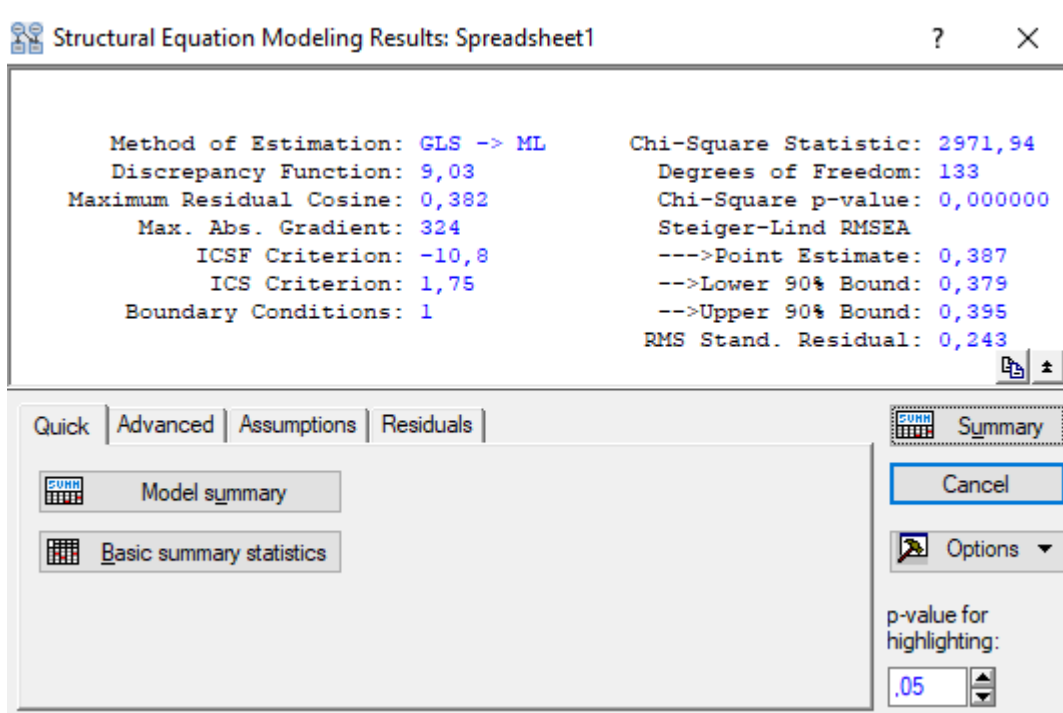 Structural Equation Modeling Results: Spreadsheet1 ? ×
Method of Estimation: GLS -> ML
Discrepancy Function: 9,03
Maximum Residual Cosine: 0,382
Max. Abs. Gradient: 324
ICSF Criterion: -10,8
ICS Criterion: 1,75
Boundary Conditions: 1
Chi-Square Statistic: 2971,94
Degrees of Freedom: 133
Chi-Square p-value: 0,000000
Steiger-Lind RMSEA
--->Point Estimate: 0,387
-->Lower 90% Bound: 0,379
-->Upper 90% Bound: 0,395
RMS Stand. Residual: 0,243
Quick Advanced Assumptions Residuals
SUMM Model summary
Basic summary statistics
SUMM Summary
Cancel
Options
p-value for
highlighting:
,05